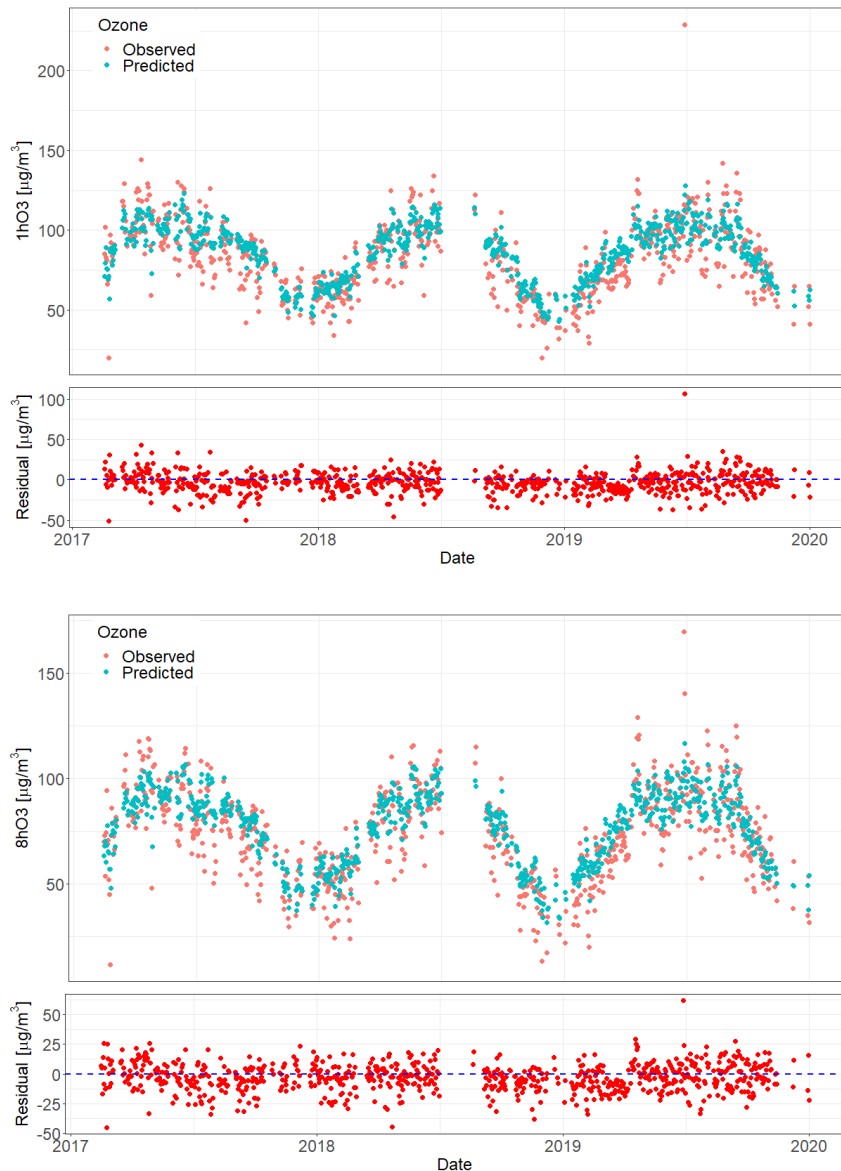 Ozone
Observed
Predicted
200
150
100
50
1hO3 [µg/m³]
100
50
0
-50
Residual [µg/m³]
2017 2018 2019 2020
Date
Ozone
Observed
Predicted
150
100
50
8hO3 [µg/m³]
50
25
0
-25
-50
Residual [µg/m³]
2017 2018 2019 2020
Date